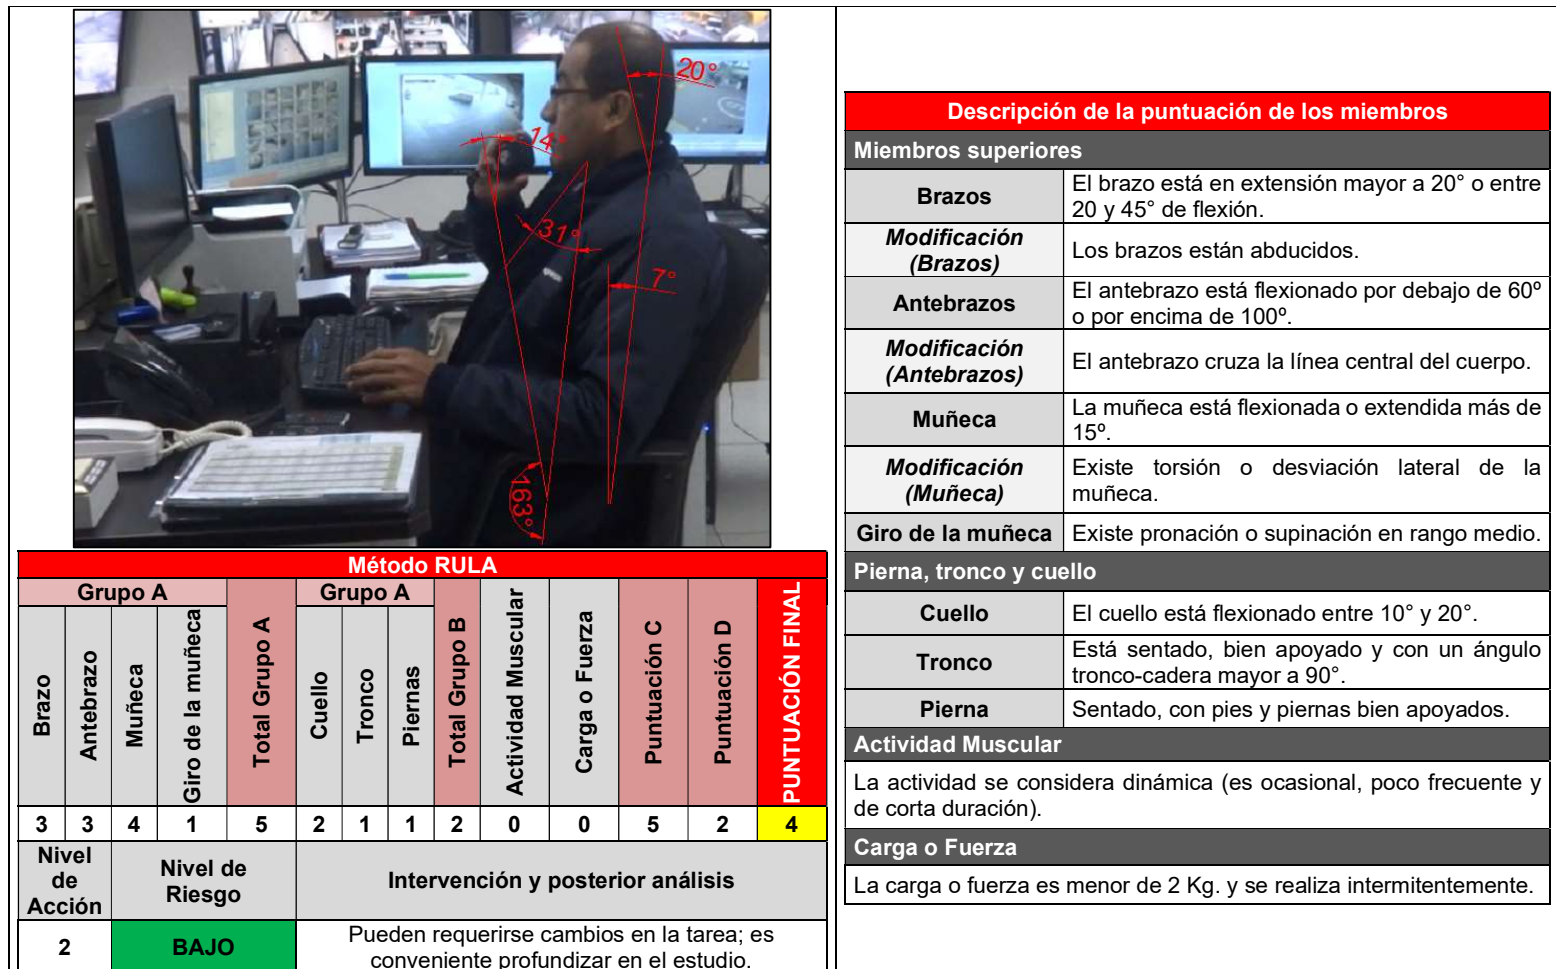 20°
14°
31°
7°
163°
Método RULA
Grupo A
Grupo A
Brazo
Antebrazo
Muñeca
Giro de la muñeca
Total Grupo A
Cuello
Tronco
Piernas
Total Grupo B
Actividad Muscular
Carga o Fuerza
Puntuación C
Puntuación D
PUNTUACIÓN FINAL
3 3 4 1 5 2 1 1 2 0 0 5 2 4
Nivel
de
Acción
Nivel de
Riesgo
Intervención y posterior análisis
2
BAJO
Pueden requerirse cambios en la tarea; es
conveniente profundizar en el estudio.
Descripción de la puntuación de los miembros
Miembros superiores
Brazos
El brazo está en extensión mayor a 20° o entre
20 y 45° de flexión.
Modificación
(Brazos)
Los brazos están abducidos.
Antebrazos
El antebrazo está flexionado por debajo de 60º
o por encima de 100º.
Modificación
(Antebrazos)
El antebrazo cruza la línea central del cuerpo.
Muñeca
La muñeca está flexionada o extendida más de
15º.
Modificación
(Muñeca)
Existe torsión o desviación lateral de la
muñeca.
Giro de la muñeca
Existe pronación o supinación en rango medio.
Pierna, tronco y cuello
Cuello
El cuello está flexionado entre 10° y 20°.
Tronco
Está sentado, bien apoyado y con un ángulo
tronco-cadera mayor a 90°.
Pierna
Sentado, con pies y piernas bien apoyados.
Actividad Muscular
La actividad se considera dinámica (es ocasional, poco frecuente y
de corta duración).
Carga o Fuerza
La carga o fuerza es menor de 2 Kg. y se realiza intermitentemente.